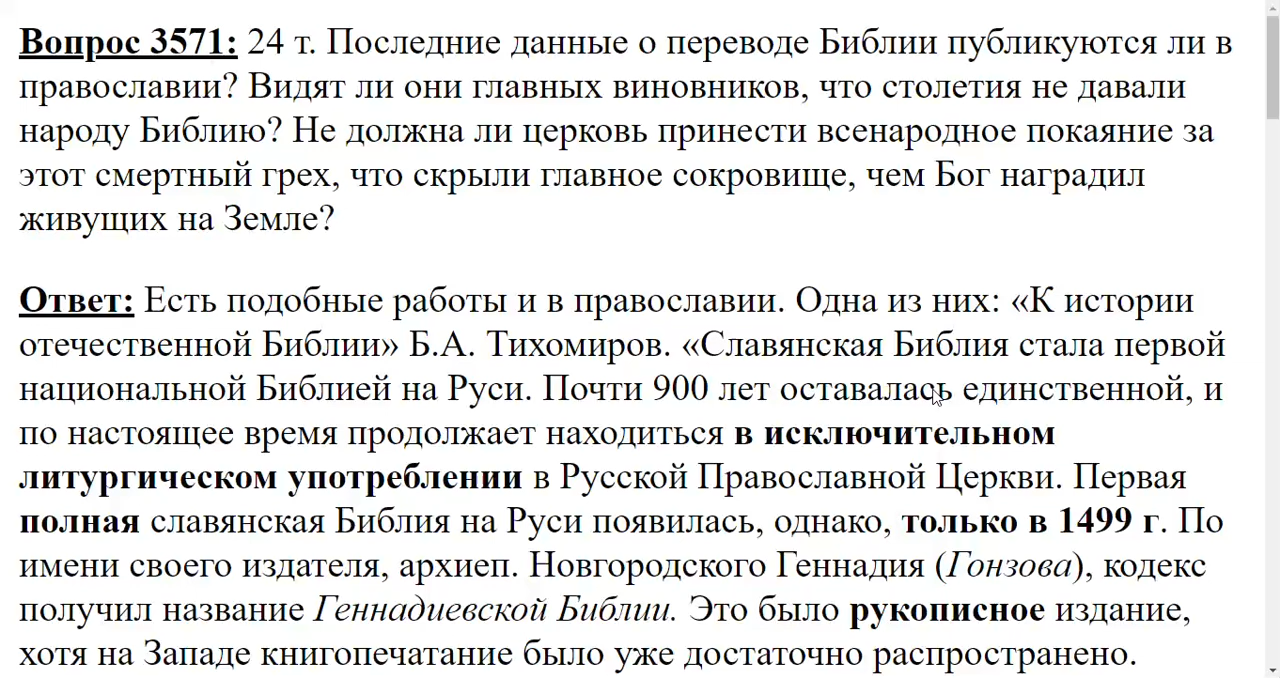 Вопрос 3571: 24 т. Последние данные о переводе Библии публикуются ли в
православии? Видят ли они главных виновников, что столетия не давали
народу Библию? Не должна ли церковь принести всенародное покаяние за
этот смертный грех, что скрыли главное сокровище, чем Бог наградил
живущих на Земле?
Ответ: Есть подобные работы и в православии. Одна из них: «К истории
отечественной Библии» Б.А. Тихомиров. «Славянская Библия стала первой
национальной Библией на Руси. Почти 900 лет оставалась единственной, и
по настоящее время продолжает находиться в исключительном
литургическом употреблении в Русской Православной Церкви. Первая
полная славянская Библия на Руси появилась, однако, только в 1499 г. По
имени своего издателя, архиеп. Новгородского Геннадия (Гонзова), кодекс
получил название Геннадиевской Библии. Это было рукописное издание,
хотя на Западе книгопечатание было уже достаточно распространено.